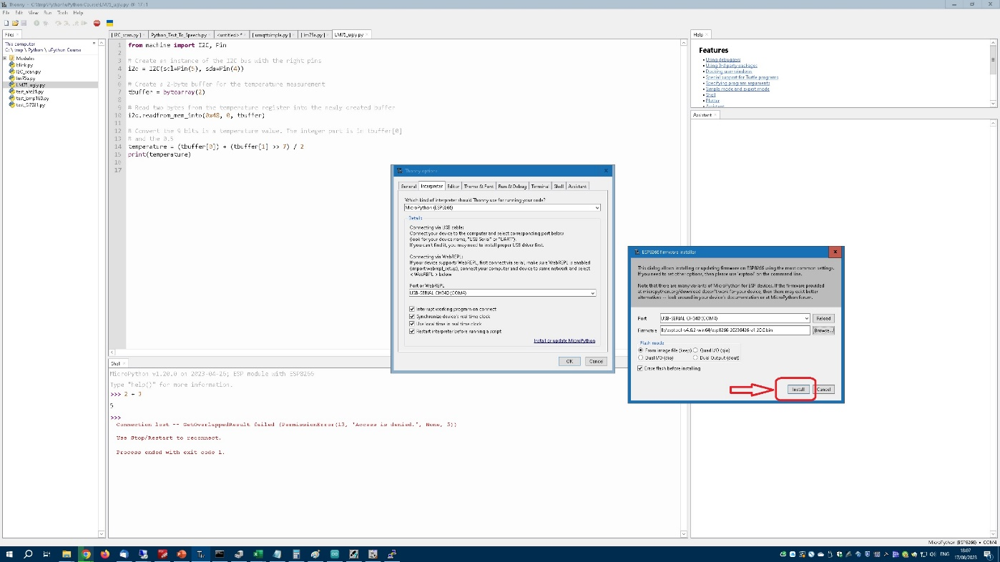 Thonny - C:\tmp\Python\uPython Course\LM75_ugly.py @ 17 : 1
File Edit View Run Tools Help
Files
This computer
C: \ tmp \ Python \ uPython Course
Modules
blink.py
I2C_scan.py
lm75a.py
LM75_ugly.py
test_aht21.py
test_bmp180.py
test_Si7021.py
[ I2C_scan.py ]
Python_Text_To_Speech.py
<untitled> *
[ umqttsimple.py ]
[ lm75a.py ]
LM75_ugly.py
1 from machine import I2C, Pin
2
3 # Create an instance of the I2C bus with the right pins
4 i2c = I2C(scl=Pin(5), sda=Pin(4))
5
6 # Create a 2-byte buffer for the temperature measurement
7 tbuffer = bytearray(2)
8
9 # Read two bytes from the temperature register into the newly created buffer
10 i2c.readfrom_mem_into(0x48, 0, tbuffer)
11
12 # Convert the 9 bits in a temperature value. The integer part is in tbuffer[0]
13 # and the 0.5
14 temperature = (tbuffer[0]) + (tbuffer[1] >> 7) / 2
15 print(temperature)
16
17
Shell
MicroPython v1.20.0 on 2023-04-26; ESP module with ESP8266
Type "help()" for more information.
>>> 2 + 3
5
>>>
Connection lost -- GetOverlappedResult failed (PermissionError(13, 'Access is denied.', None, 5))
Use Stop/Restart to reconnect.
Process ended with exit code 1.
Thonny options
General Interpreter Editor Theme & Font Run & Debug Terminal Shell Assistant
Which kind of interpreter should Thonny use for running your code?
MicroPython (ESP8266)
Details
Connecting via USB cable:
Connect your device to the computer and select corresponding port below
(look for your device name, "USB Serial" or "UART").
If you can't find it, you may need to install proper USB driver first.
Connecting via WebREPL:
If your device supports WebREPL, first connect via serial, make sure WebREPL is enabled
(import webrepl_setup), connect your computer and device to same network and select
< WebREPL > below
Port or WebREPL
USB-SERIAL CH340 (COM4)
Interrupt working program on connect
Synchronize device's real time clock
Use local time in real time clock
Restart interpreter before running a script
Install or update MicroPython
OK Cancel
ESP8266 firmware installer
This dialog allows installing or updating firmware on ESP8266 using the most common settings.
If you need to set other options, then please use 'esptool' on the command line.
Note that there are many variants of MicroPython for ESP devices. If the firmware provided
at micropython.org/download doesn't work for your device, then there may exist better
alternatives -- look around in your device's documentation or at MicroPython forum.
Port USB-SERIAL CH340 (COM4) Reload
Firmware E:/esptool-v4.6.2-win64/esp8266-20230426-v1.20.0.bin Browse...
Flash mode
From image file (keep) Quad I/O (qio)
Dual I/O (dio) Dual Output (dout)
Erase flash before installing
Install Cancel
Help
Features
Using debuggers
Using 3rd party packages
Docking user windows
Special support for Turtle programs
Specifying program arguments
Simple mode and expert mode
Shell
Plotter
Assistant
Assistant
MicroPython (ESP8266) • COM4
ENG
18:07
17/08/2023